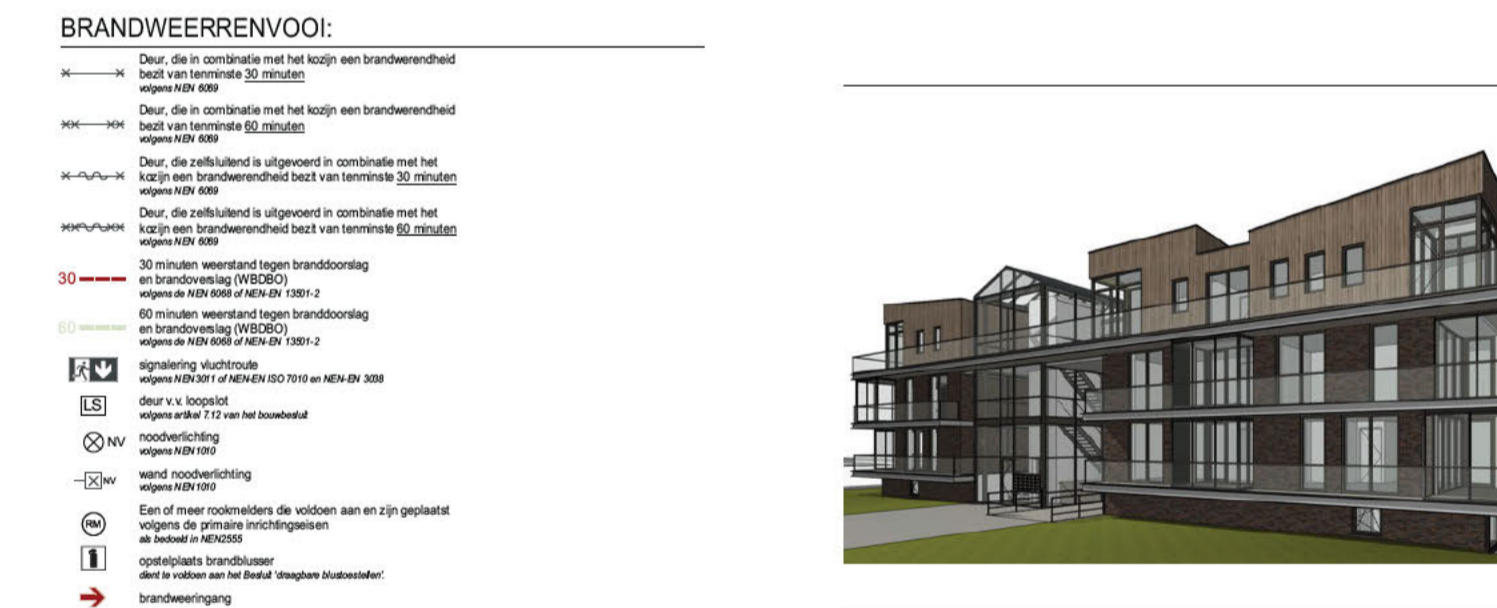 BRANDWEERRENVOOI:
Deur, die in combinatie met het kozijn een brandwerendheid
bezit van tenminste 30 minuten
volgens NEN 6069
Deur, die in combinatie met het kozijn een brandwerendheid
bezit van tenminste 60 minuten
volgens NEN 6069
Deur, die zelfsluitend is uitgevoerd in combinatie met het
kozijn een brandwerendheid bezit van tenminste 30 minuten
volgens NEN 6069
Deur, die zelfsluitend is uitgevoerd in combinatie met het
kozijn een brandwerendheid bezit van tenminste 60 minuten
volgens NEN 6069
30 30 minuten weerstand tegen branddoorslag
en brandoverslag (WBDBO)
volgens de NEN 6068 of NEN-EN 13501-2
60 60 minuten weerstand tegen branddoorslag
en brandoverslag (WBDBO)
volgens de NEN 6068 of NEN-EN 13501-2
signalering vluchtroute
volgens NEN 3011 of NEN-EN ISO 7010 en NEN-EN 3038
LS deur v.v. loopslot
volgens artikel 7.12 van het bouwbesluit
NV noodverlichting
volgens NEN 1010
NV wand noodverlichting
volgens NEN 1010
RM Een of meer rookmelders die voldoen aan en zijn geplaatst
volgens de primaire inrichtingseisen
als bedoeld in NEN2555
opstelplaats brandblusser
dient te voldoen aan het Besluit 'draagbare blustoestellen'.
brandweeringang